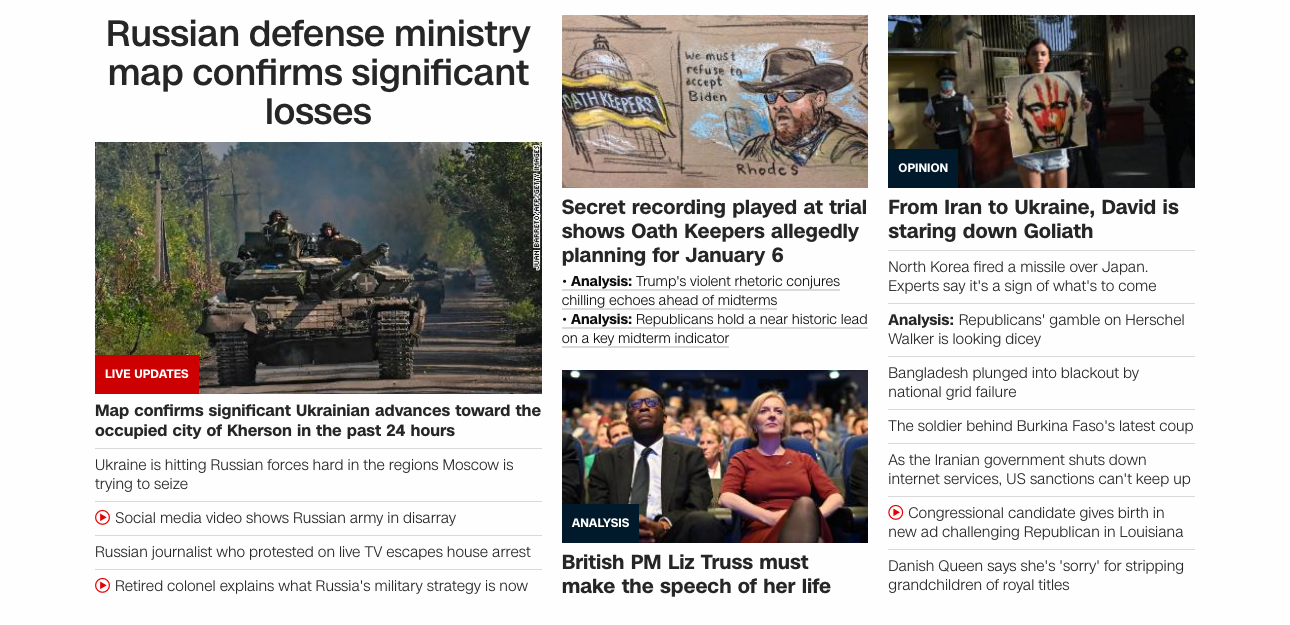 Russian defense ministry
map confirms significant
losses
JUAN BARRETO/AFP/GETTY IMAGES
LIVE UPDATES
Map confirms significant Ukrainian advances toward the
occupied city of Kherson in the past 24 hours
Ukraine is hitting Russian forces hard in the regions Moscow is
trying to seize
Social media video shows Russian army in disarray
Russian journalist who protested on live TV escapes house arrest
Retired colonel explains what Russia's military strategy is now
OATH KEEPERS
We must
refuse to
accept
Biden
Rhodes
Secret recording played at trial
shows Oath Keepers allegedly
planning for January 6
• Analysis: Trump's violent rhetoric conjures
chilling echoes ahead of midterms
• Analysis: Republicans hold a near historic lead
on a key midterm indicator
ANALYSIS
British PM Liz Truss must
make the speech of her life
OPINION
From Iran to Ukraine, David is
staring down Goliath
North Korea fired a missile over Japan.
Experts say it's a sign of what's to come
Analysis: Republicans' gamble on Herschel
Walker is looking dicey
Bangladesh plunged into blackout by
national grid failure
The soldier behind Burkina Faso's latest coup
As the Iranian government shuts down
internet services, US sanctions can't keep up
Congressional candidate gives birth in
new ad challenging Republican in Louisiana
Danish Queen says she's 'sorry' for stripping
grandchildren of royal titles